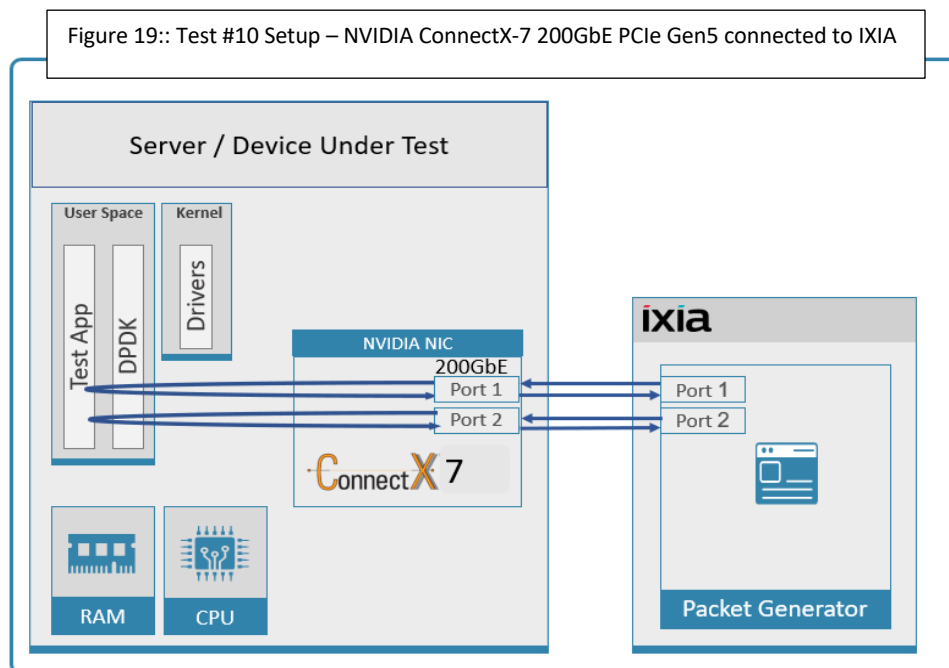 Figure 19:: Test #10 Setup – NVIDIA ConnectX-7 200GbE PCIe Gen5 connected to IXIA
Server / Device Under Test
User Space
Kernel
Test App
DPDK
Drivers
NVIDIA NIC
200GbE
Port 1
Port 2
ConnectX 7
RAM
CPU
ixia
Port 1
Port 2
Packet Generator